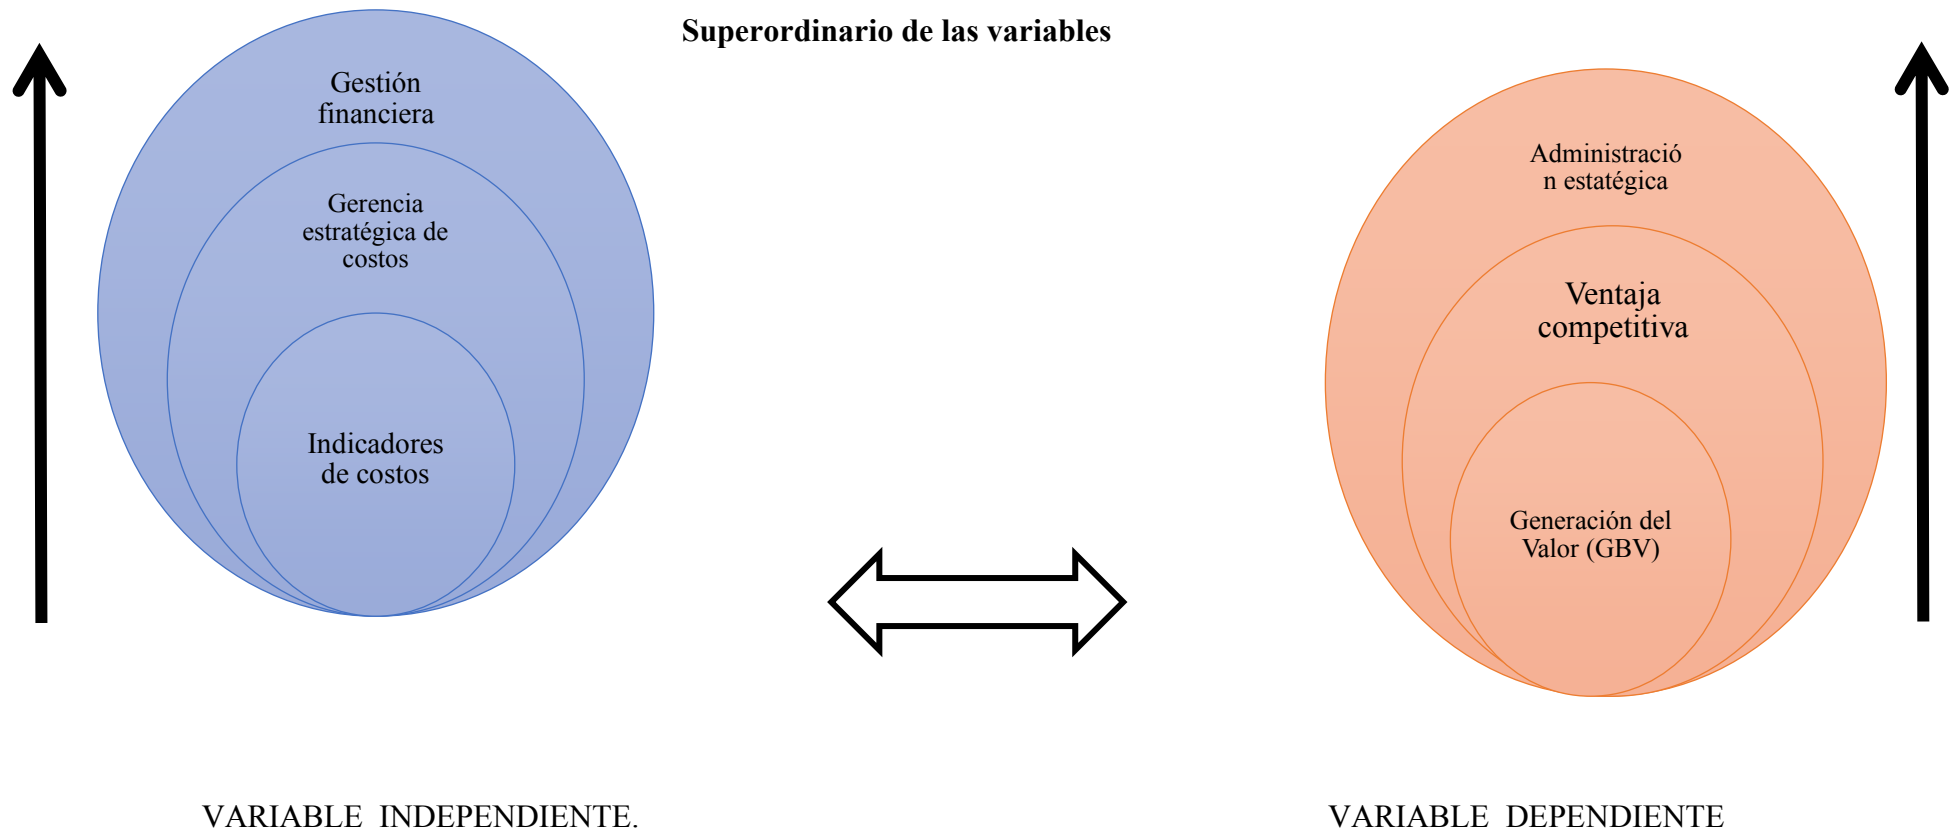 Superordinario de las variables
Gestión
financiera
Gerencia
estratégica de
costos
Indicadores
de costos
Administració
n estatégica
Ventaja
competitiva
Generación del
Valor (GBV)
VARIABLE INDEPENDIENTE.
VARIABLE DEPENDIENTE